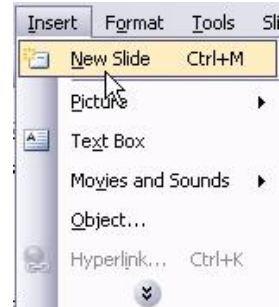 Insert Format Tools Sli
New Slide Ctrl+M
Picture
Text Box
Movies and Sounds
Object...
Hyperlink... Ctrl+K